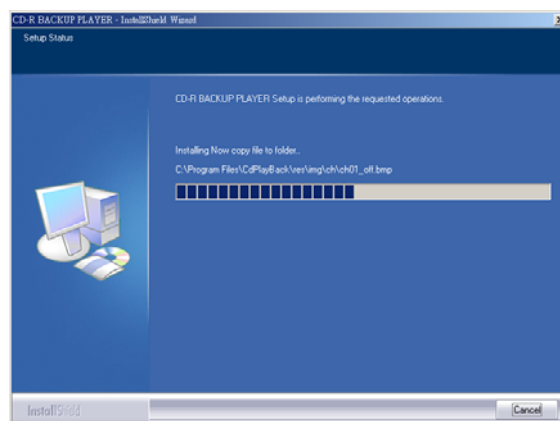 CD-R BACKUP PLAYER - InstallShield Wizard
Setup Status
CD-R BACKUP PLAYER Setup is performing the requested operations.
Installing Now copy file to folder..
C:\Program Files\CdPlayBack\res\img\ch\ch01_off.bmp
InstallShield
Cancel